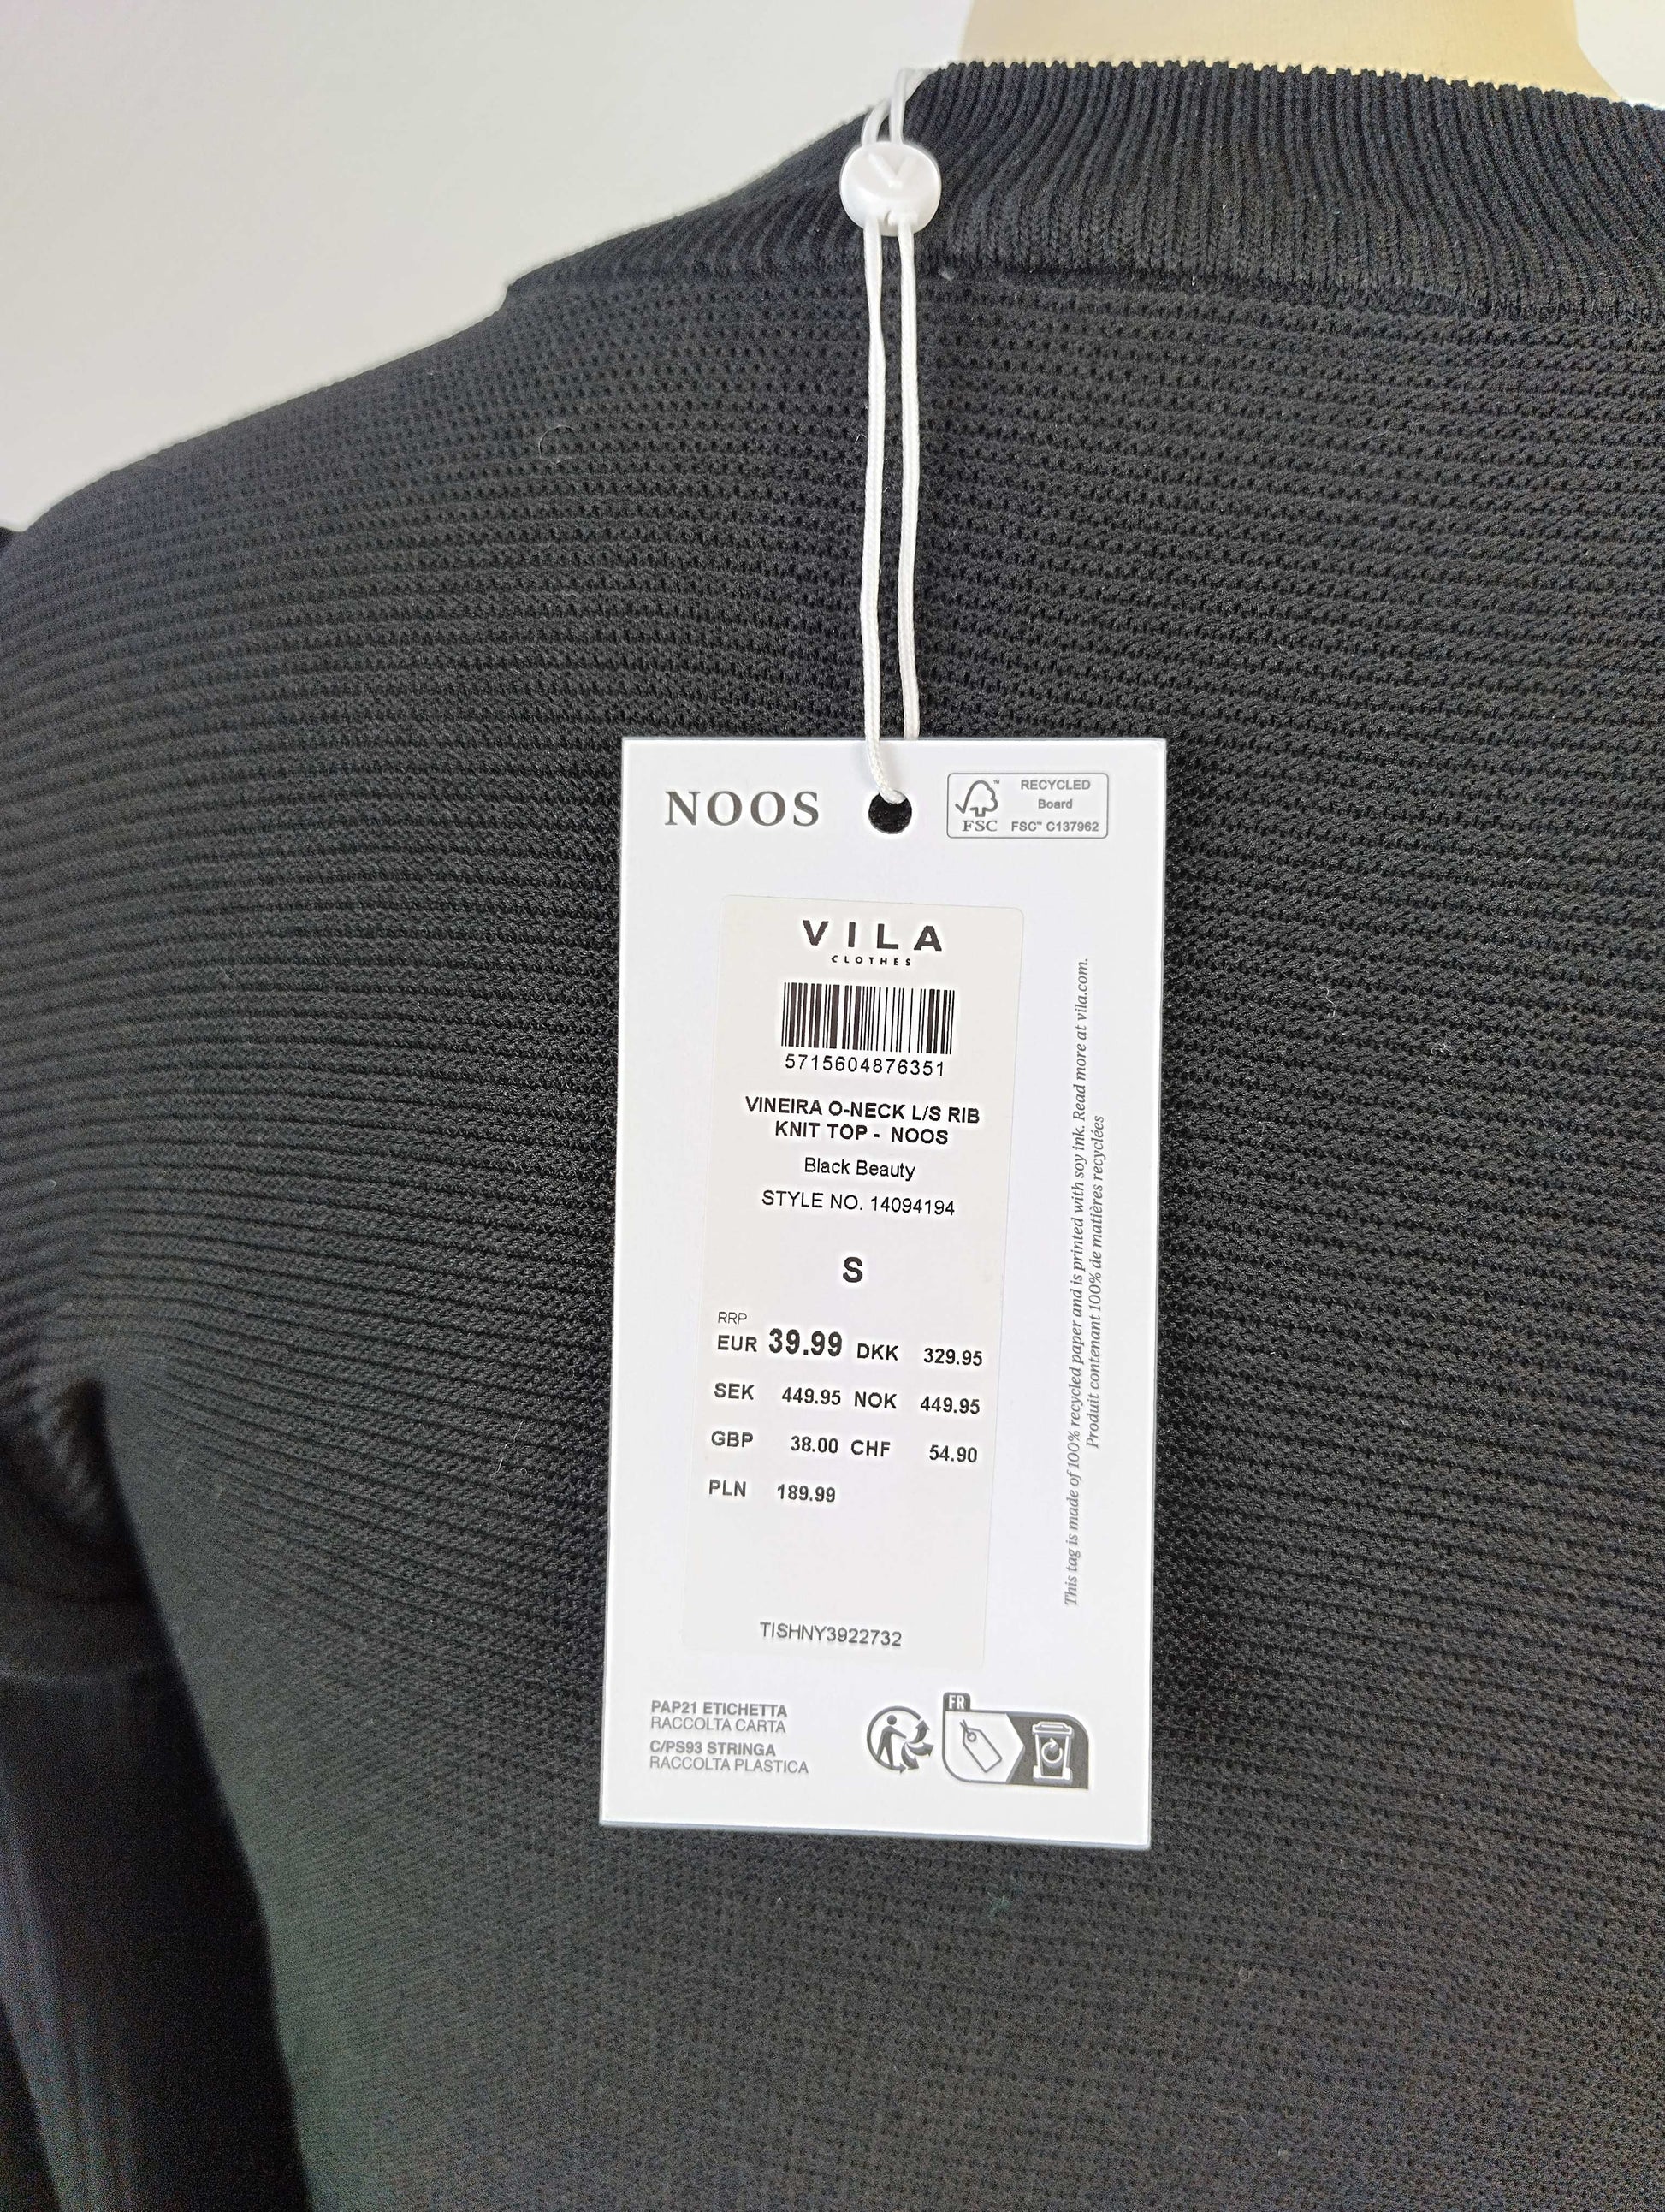 NOOS
FSC™
RECYCLED
Board
FSC™ C137962
VILA
CLOTHES
5715604876351
VINEIRA O-NECK L/S RIB
KNIT TOP - NOOS
Black Beauty
STYLE NO. 14094194
S
RRP
EUR 39.99 DKK 329.95
SEK 449.95 NOK 449.95
GBP 38.00 CHF 54.90
PLN 189.99
TISHNY3922732
This tag is made of 100% recycled paper and is printed with soy ink. Read more at vila.com.
Produit contenant 100% de matières recyclées
PAP21 ETICHETTA
RACCOLTA CARTA
C/PS93 STRINGA
RACCOLTA PLASTICA
FR